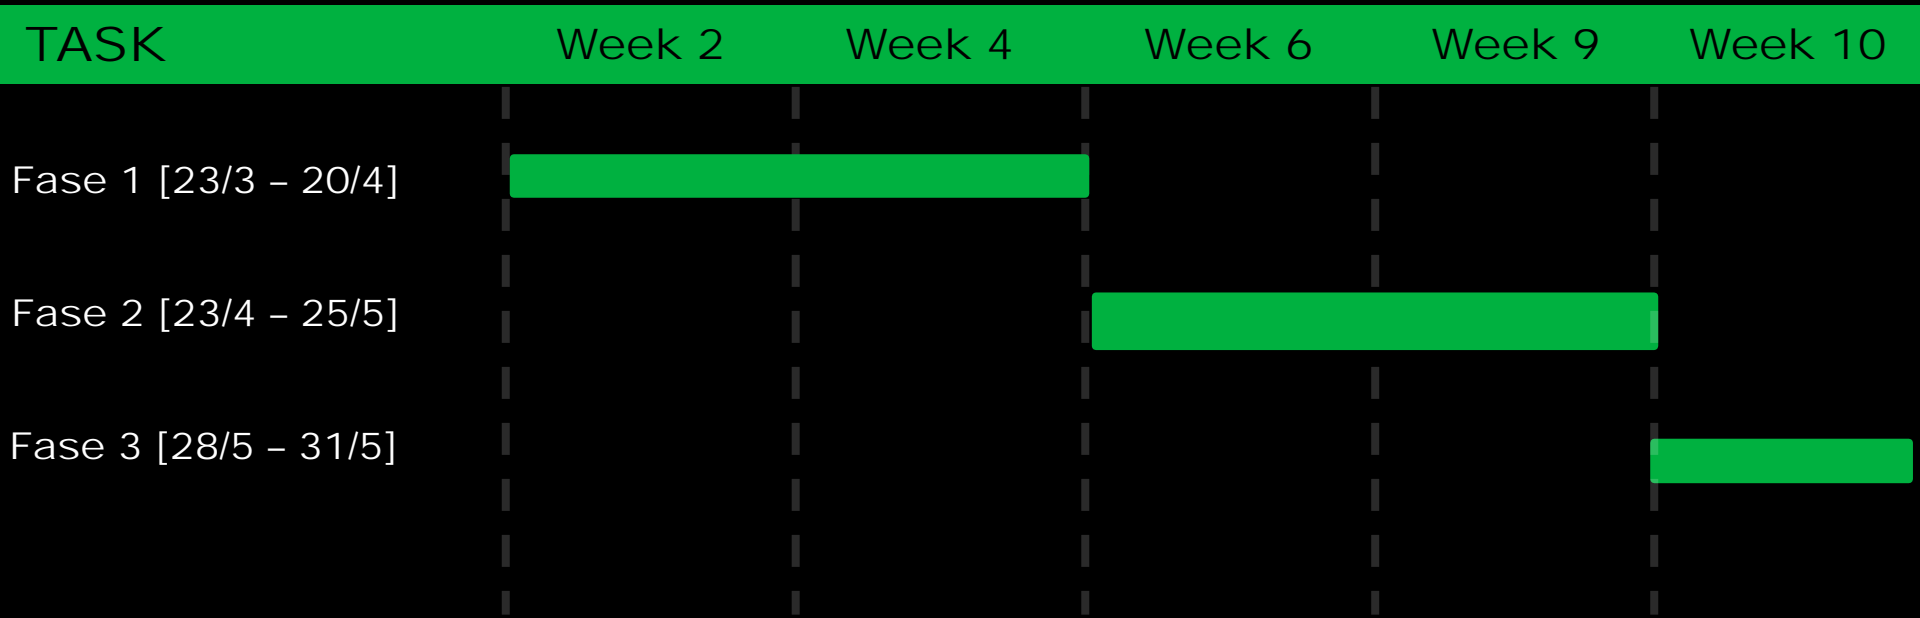 TASK Week 2 Week 4 Week 6 Week 9 Week 10
Fase 1 [23/3 – 20/4]
Fase 2 [23/4 – 25/5]
Fase 3 [28/5 – 31/5]